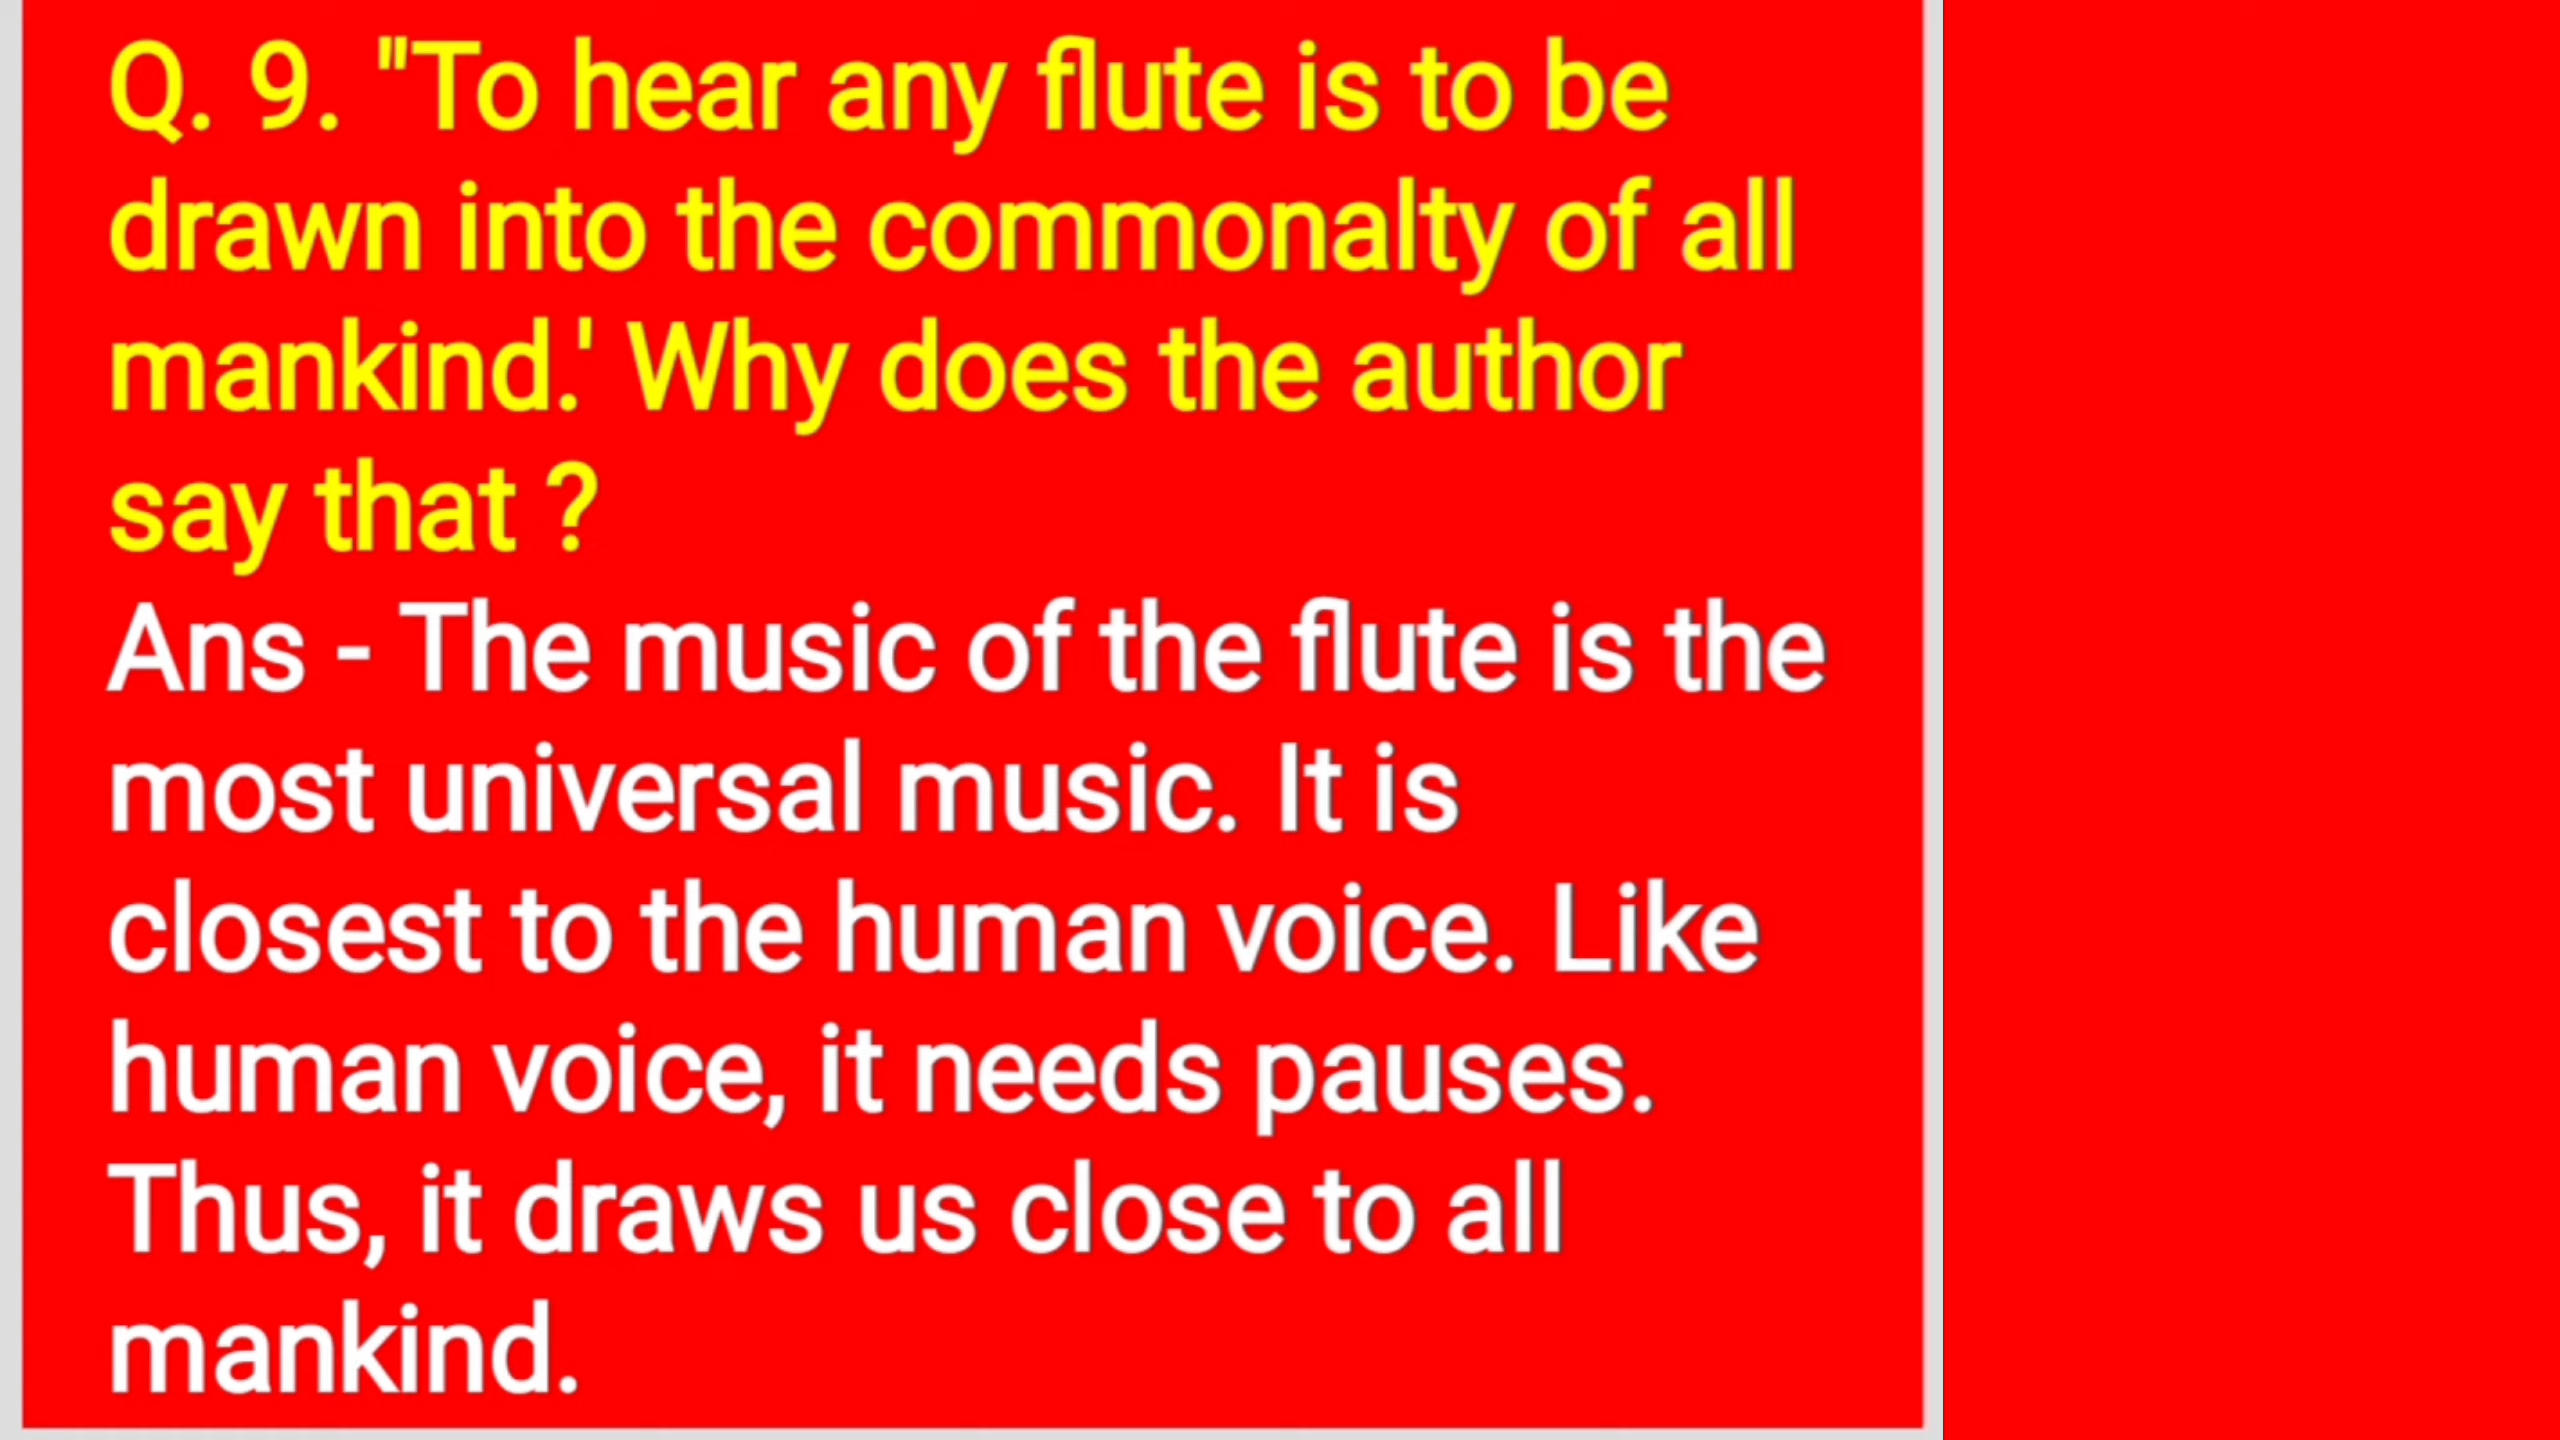 Q. 9. "To hear any flute is to be
drawn into the commonalty of all
mankind.' Why does the author
say that ?
Ans - The music of the flute is the
most universal music. It is
closest to the human voice. Like
human voice, it needs pauses.
Thus, it draws us close to all
mankind.